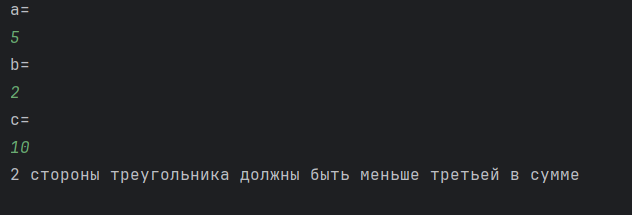 a=
5
b=
2
c=
10
2 стороны треугольника должны быть меньше третьей в сумме